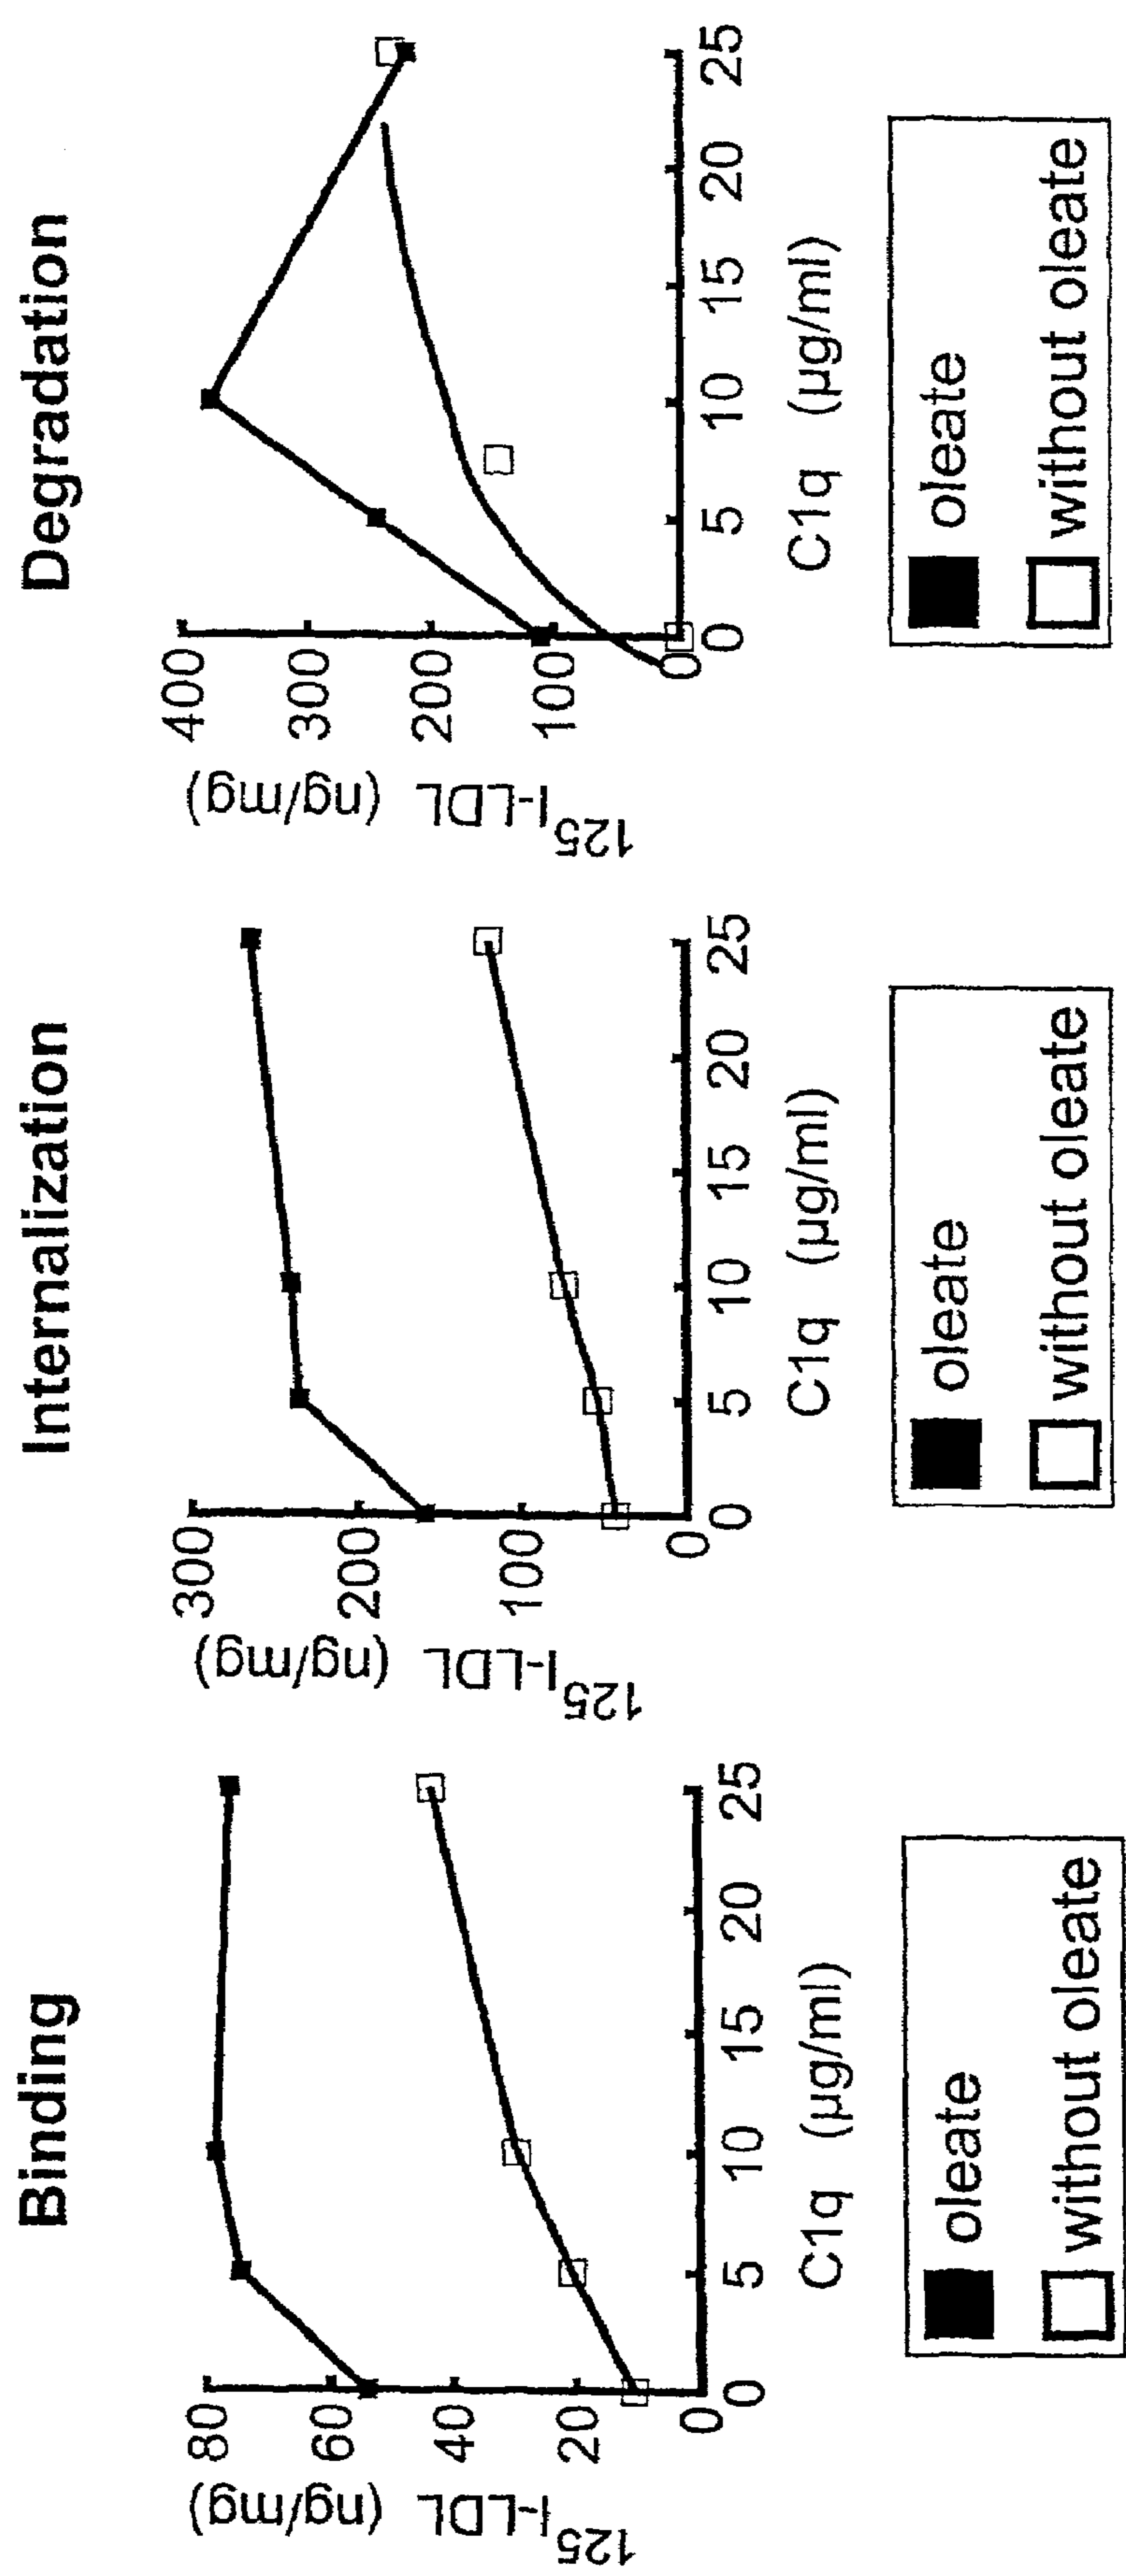 Binding
125I-LDL (ng/mg)
80
60
40
20
0
0 5 10 15 20 25
C1q (µg/ml)
oleate
without oleate
Internalization
125I-LDL (ng/mg)
300
200
100
0
0 5 10 15 20 25
C1q (µg/ml)
oleate
without oleate
Degradation
125I-LDL (ng/mg)
400
300
200
100
0
0 5 10 15 20 25
C1q (µg/ml)
oleate
without oleate